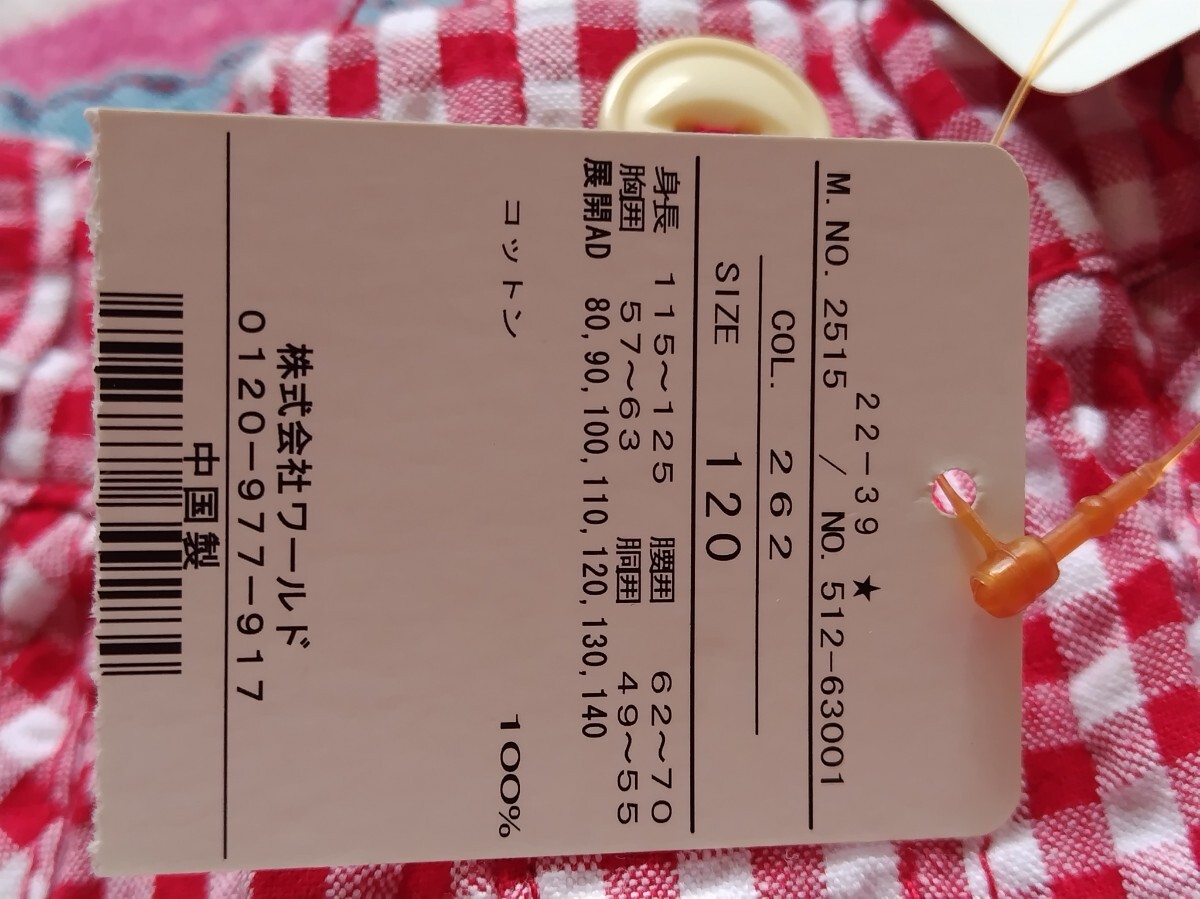 22-39 ★
M. NO. 2515 / NO. 512-63001
COL. 262
SIZE 120
身長 115~125 腰囲 62~70
胸囲 57~63 胴囲 49~55
展開AD 80, 90, 100, 110, 120, 130, 140
コットン 100%
株式会社ワールド
0120-977-917
中国製